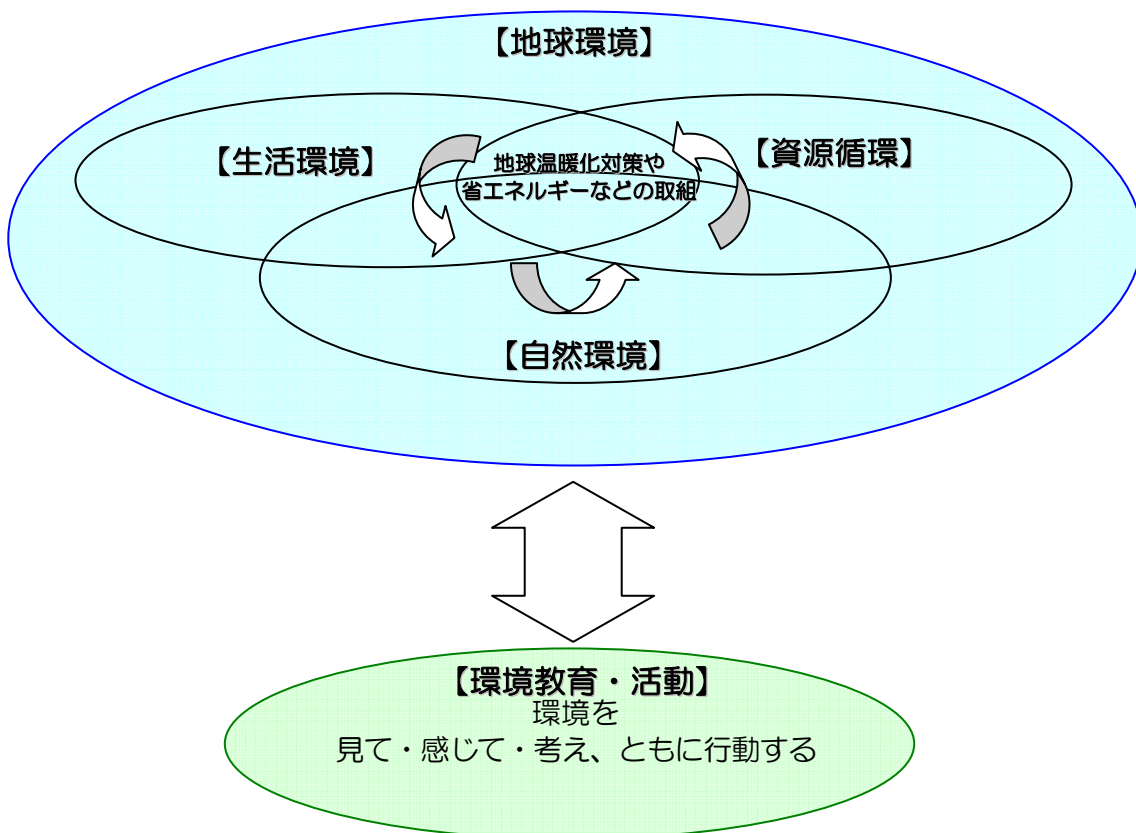 【地球環境】
【生活環境】
地球温暖化対策や
省エネルギーなどの取組
【資源循環】
【自然環境】
【環境教育・活動】
環境を
見て・感じて・考え、ともに行動する